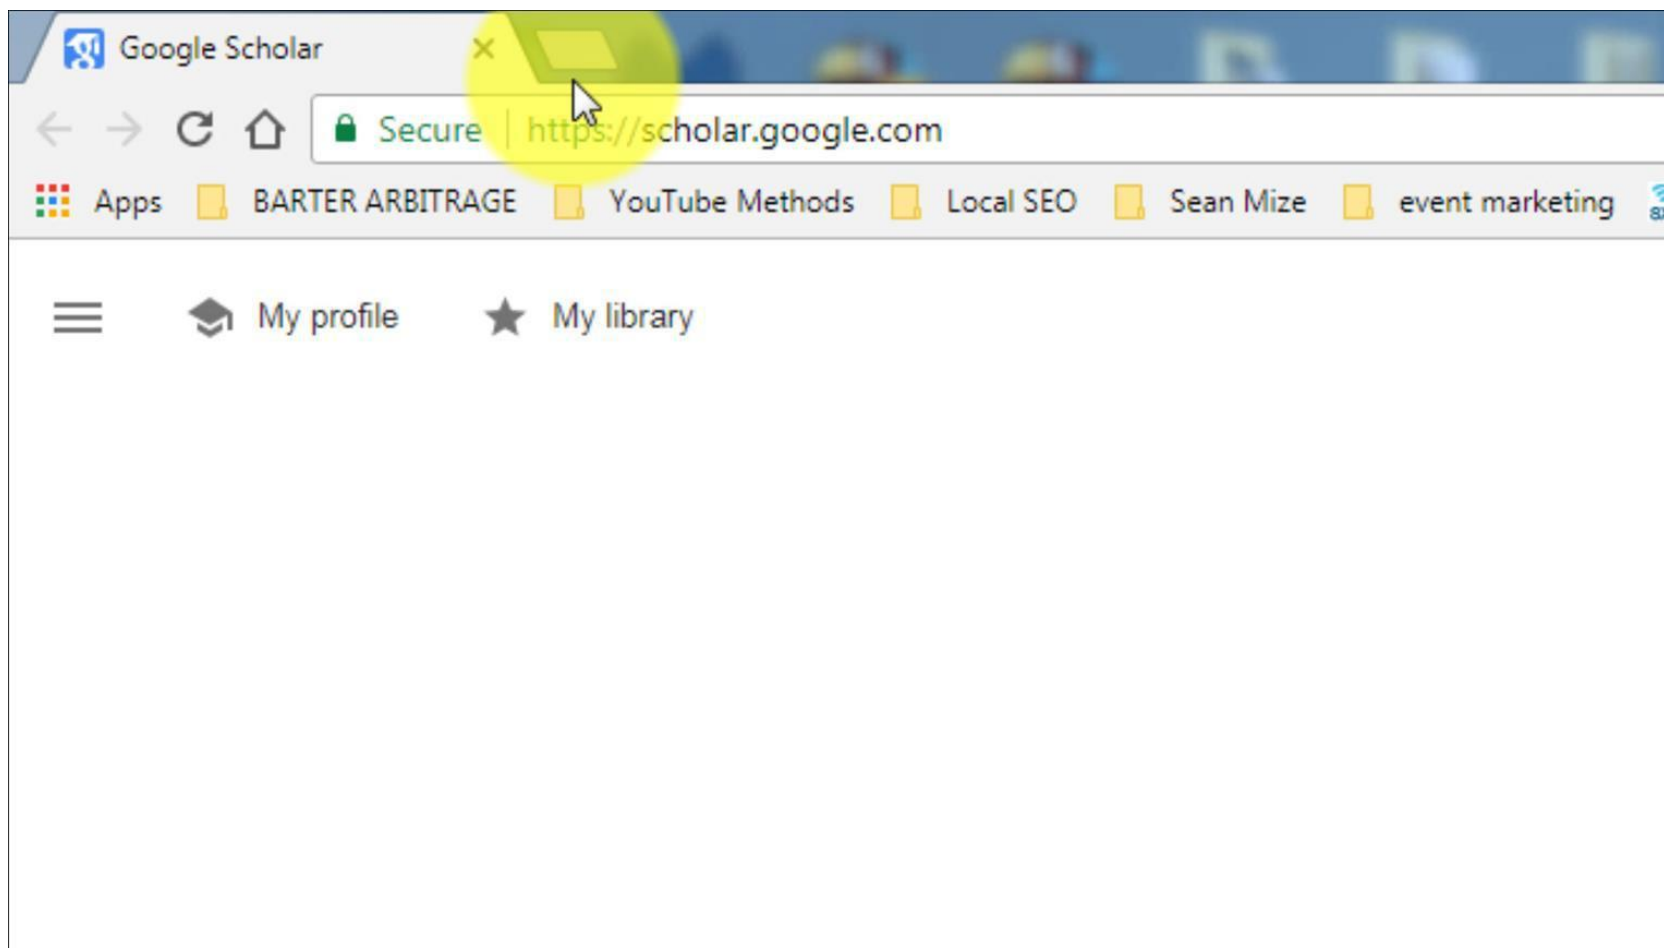 Google Scholar
Secure | https://scholar.google.com
Apps BARTER ARBITRAGE YouTube Methods Local SEO Sean Mize event marketing
My profile My library